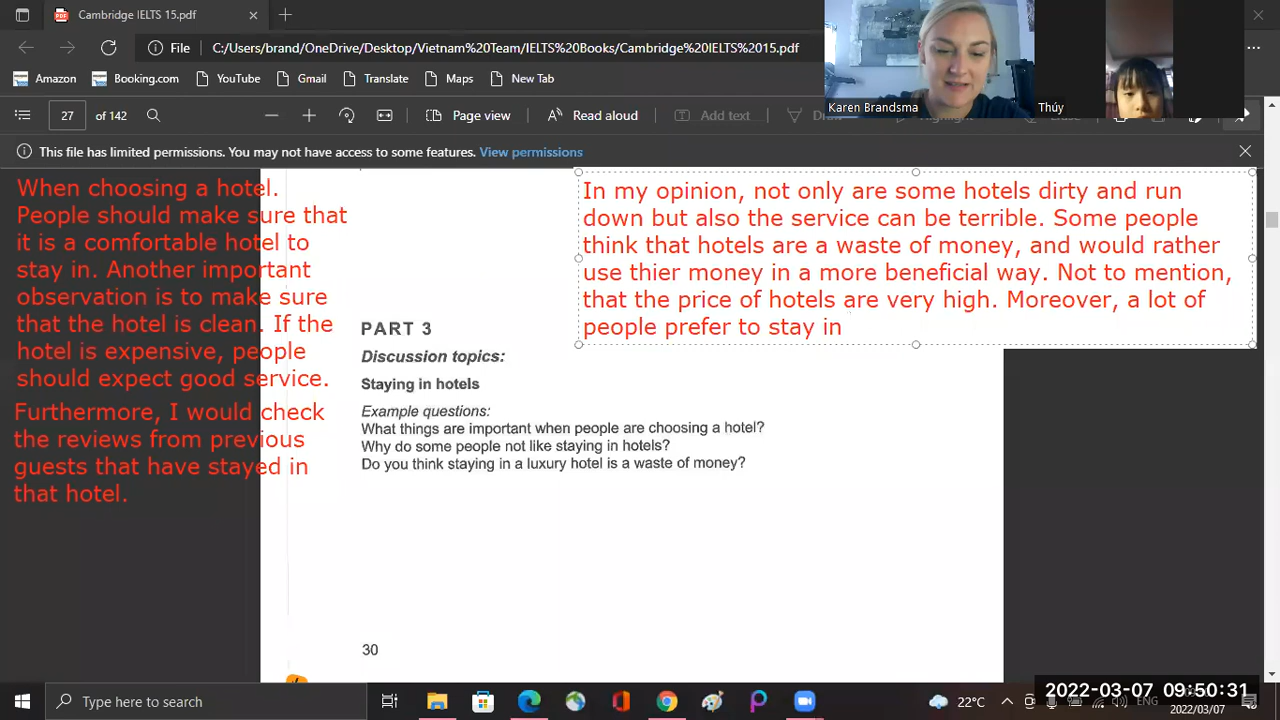 Cambridge IELTS 15.pdf
File C:/Users/brand/OneDrive/Desktop/Vietnam%20Team/IELTS%20Books/Cambridge%20IELTS%2015.pdf
Amazon Booking.com YouTube Gmail Translate Maps New Tab
Karen Brandsma Thúy
27 of 142 Page view Read aloud Add text Draw
This file has limited permissions. You may not have access to some features. View permissions
When choosing a hotel.
People should make sure that
it is a comfortable hotel to
stay in. Another important
observation is to make sure
that the hotel is clean. If the
hotel is expensive, people
should expect good service.
Furthermore, I would check
the reviews from previous
guests that have stayed in
that hotel.
In my opinion, not only are some hotels dirty and run
down but also the service can be terrible. Some people
think that hotels are a waste of money, and would rather
use thier money in a more beneficial way. Not to mention,
that the price of hotels are very high. Moreover, a lot of
people prefer to stay in
PART 3
Discussion topics:
Staying in hotels
Example questions:
What things are important when people are choosing a hotel?
Why do some people not like staying in hotels?
Do you think staying in a luxury hotel is a waste of money?
30
Type here to search
22°C
ENG
2022-03-07 09:50:31
2022/03/07